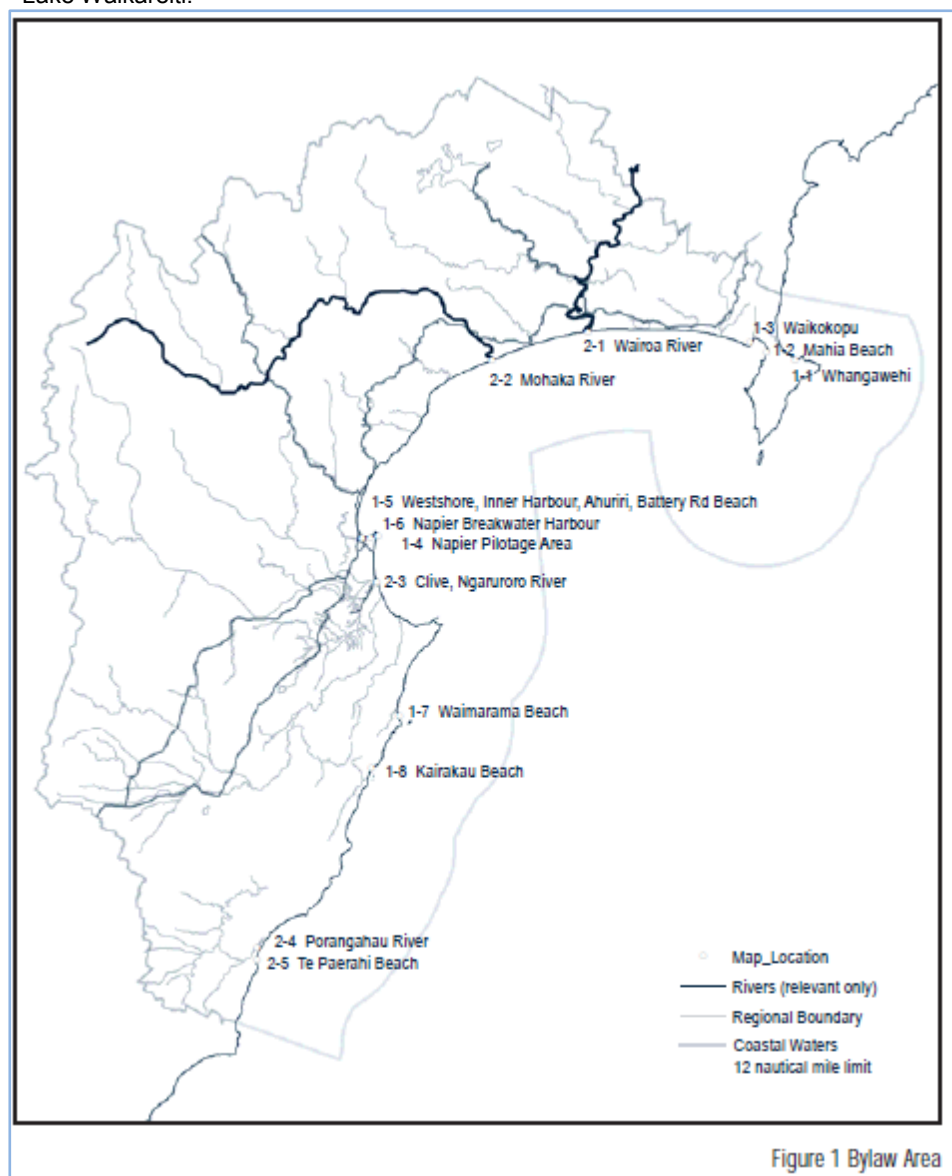 Lake Waikareiti.
1-3 Waikokopu
1-2 Mahia Beach
1-1 Whangawehi
2-1 Wairoa River
2-2 Mohaka River
1-5 Westshore, Inner Harbour, Ahuriri, Battery Rd Beach
1-6 Napier Breakwater Harbour
1-4 Napier Pilotage Area
2-3 Clive, Ngaruroro River
1-7 Waimarama Beach
1-8 Kairakau Beach
2-4 Porangahau River
2-5 Te Paerahi Beach
Map_Location
Rivers (relevant only)
Regional Boundary
Coastal Waters
12 nautical mile limit
Figure 1 Bylaw Area